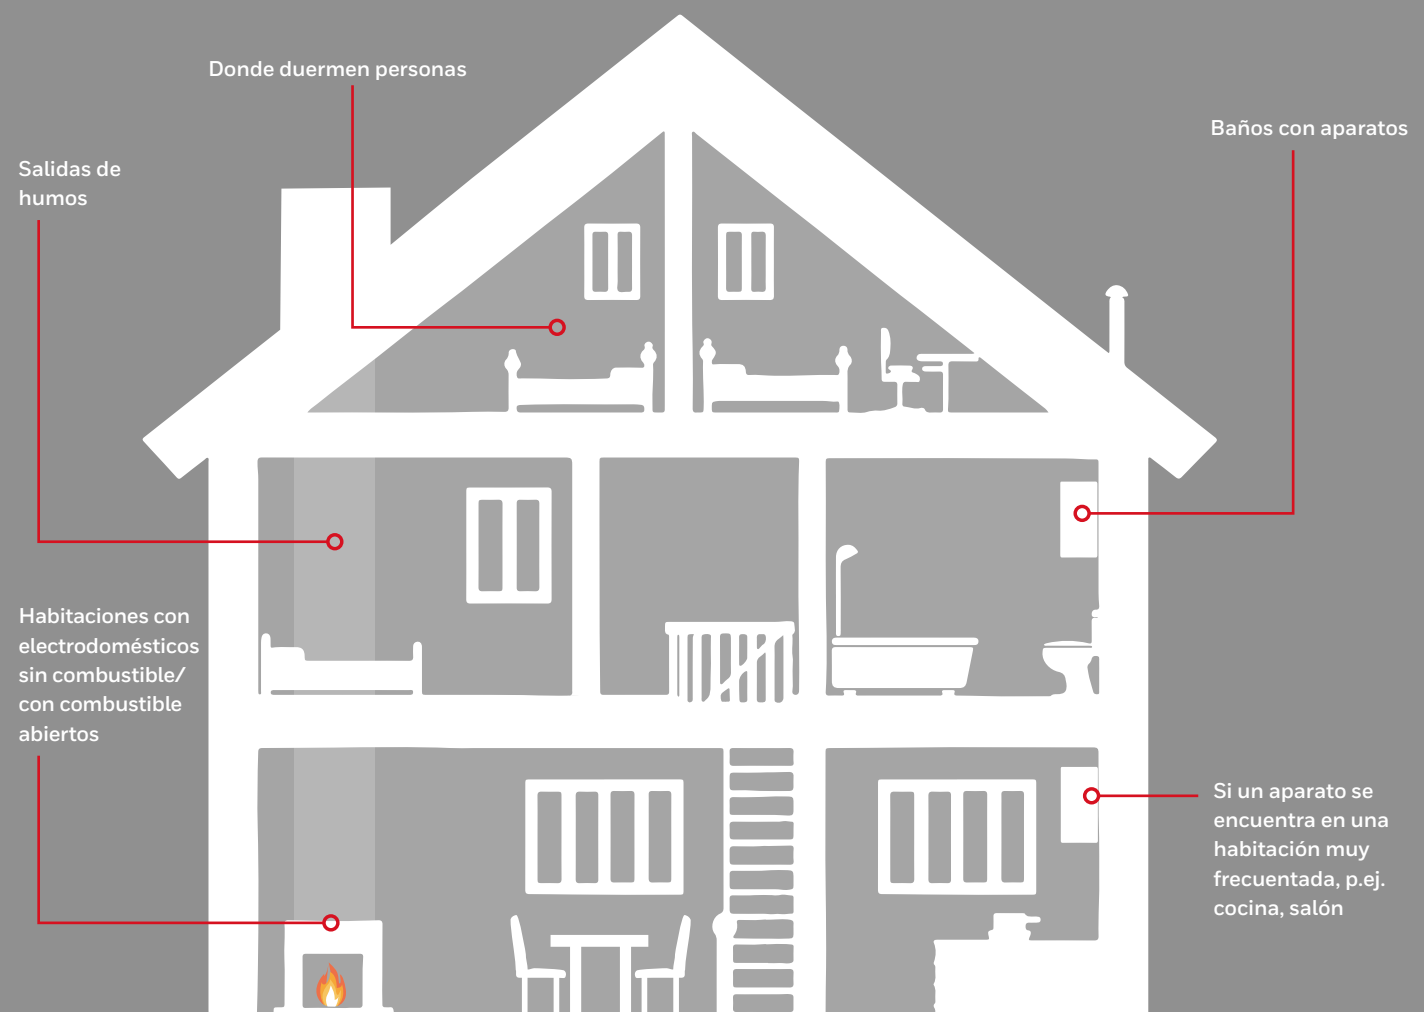 Donde duermen personas
Baños con aparatos
Salidas de
humos
Habitaciones con
electrodomésticos
sin combustible/
con combustible
abiertos
Si un aparato se
encuentra en una
habitación muy
frecuentada, p.ej.
cocina, salón